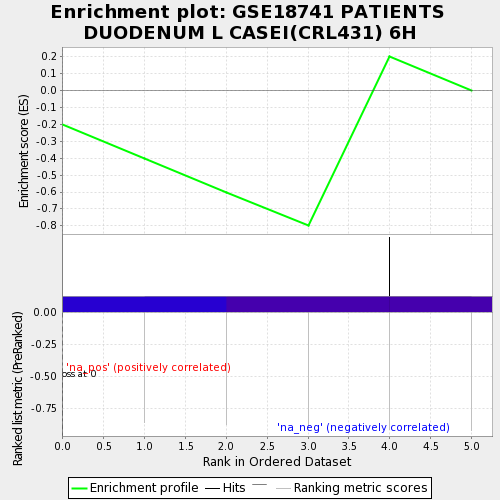 Enrichment plot: GSE18741 PATIENTS
DUODENUM L CASEI(CRL431) 6H
Enrichment score (ES)
0.2
0.1
0.0
-0.1
-0.2
-0.3
-0.4
-0.5
-0.6
-0.7
-0.8
Ranked list metric (PreRanked)
0.00
-0.25
-0.50
-0.75
'na_pos' (positively correlated)
at 0
'na_neg' (negatively correlated)
0.0 0.5 1.0 1.5 2.0 2.5 3.0 3.5 4.0 4.5 5.0
Rank in Ordered Dataset
Enrichment profile Hits Ranking metric scores